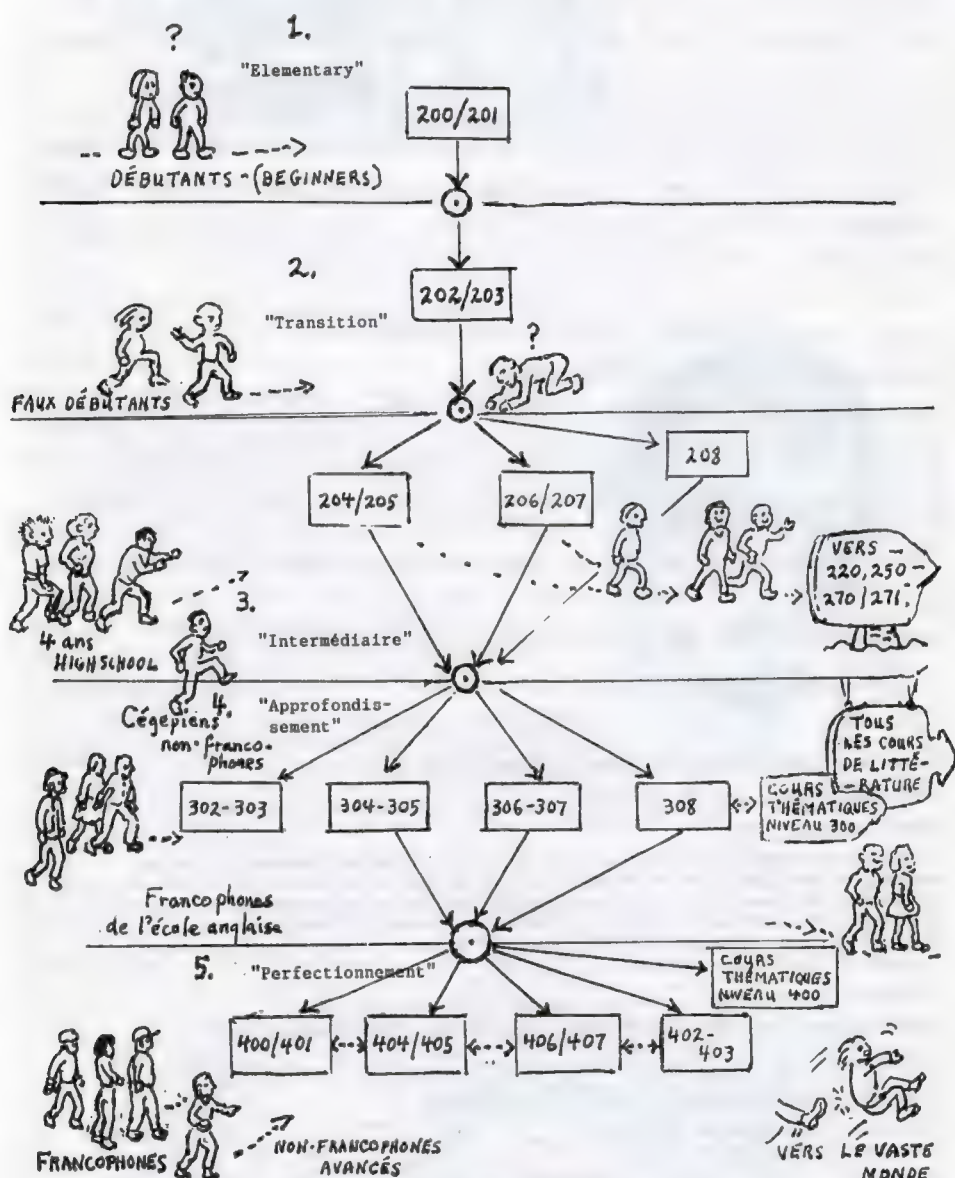 ?
1.
"Elementary"
200/201
DÉBUTANTS-(BEGINNERS)
2.
202/203
"Transition"
?
FAUX DÉBUTANTS
208
204/205
206/207
VERS —
220, 250 —
270/271.
3.
4 ans
HIGHSCHOOL
"Intermédiaire"
4.
Cégepiens
non-franco-
phones
"Approfondis-
sement"
TOUS
LES COURS
DE LITTÉ-
-RATURE
302-303
304-305
306-307
308
COURS
THÉMATIQUES
NIVEAU 300
Francophones
de l'école anglaise
5.
"Perfectionnement"
COURS
THÉMATIQUES
NIVEAU 400
400/401
404/405
406/407
402-
403
FRANCOPHONES
NON-FRANCOPHONES
AVANCÉS
VERS LE VASTE
MONDE